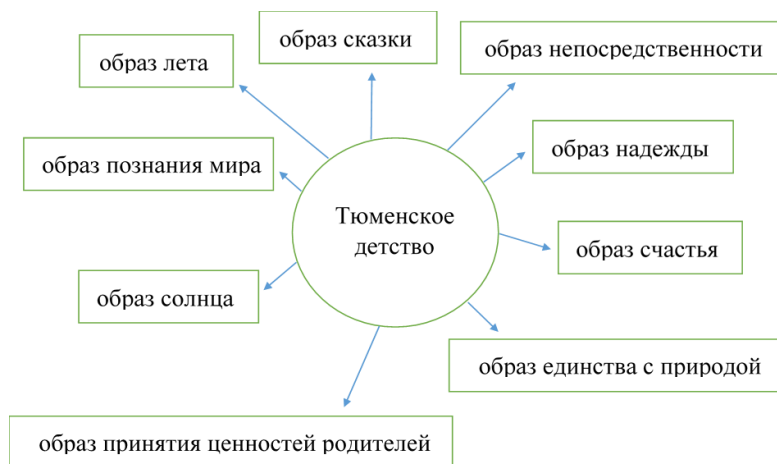 образ сказки
образ непосредственности
образ лета
образ надежды
образ познания мира
Тюменское
детство
образ счастья
образ солнца
образ единства с природой
образ принятия ценностей родителей